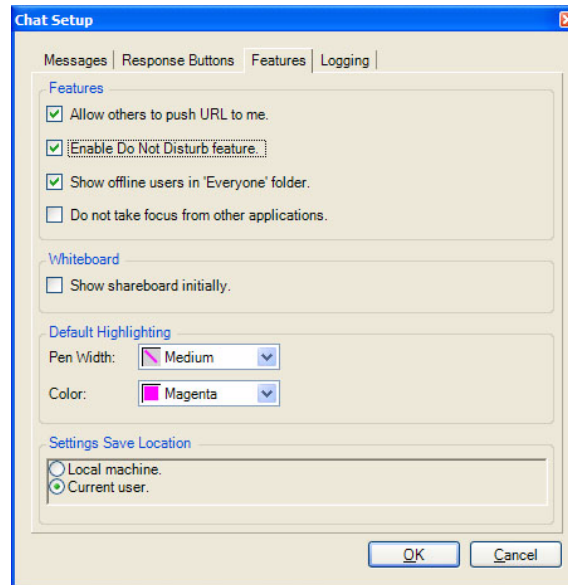 Chat Setup
Messages Response Buttons Features Logging
Features
Allow others to push URL to me.
Enable Do Not Disturb feature.
Show offline users in 'Everyone' folder.
Do not take focus from other applications.
Whiteboard
Show shareboard initially.
Default Highlighting
Pen Width: Medium
Color: Magenta
Settings Save Location
Local machine.
Current user.
OK Cancel